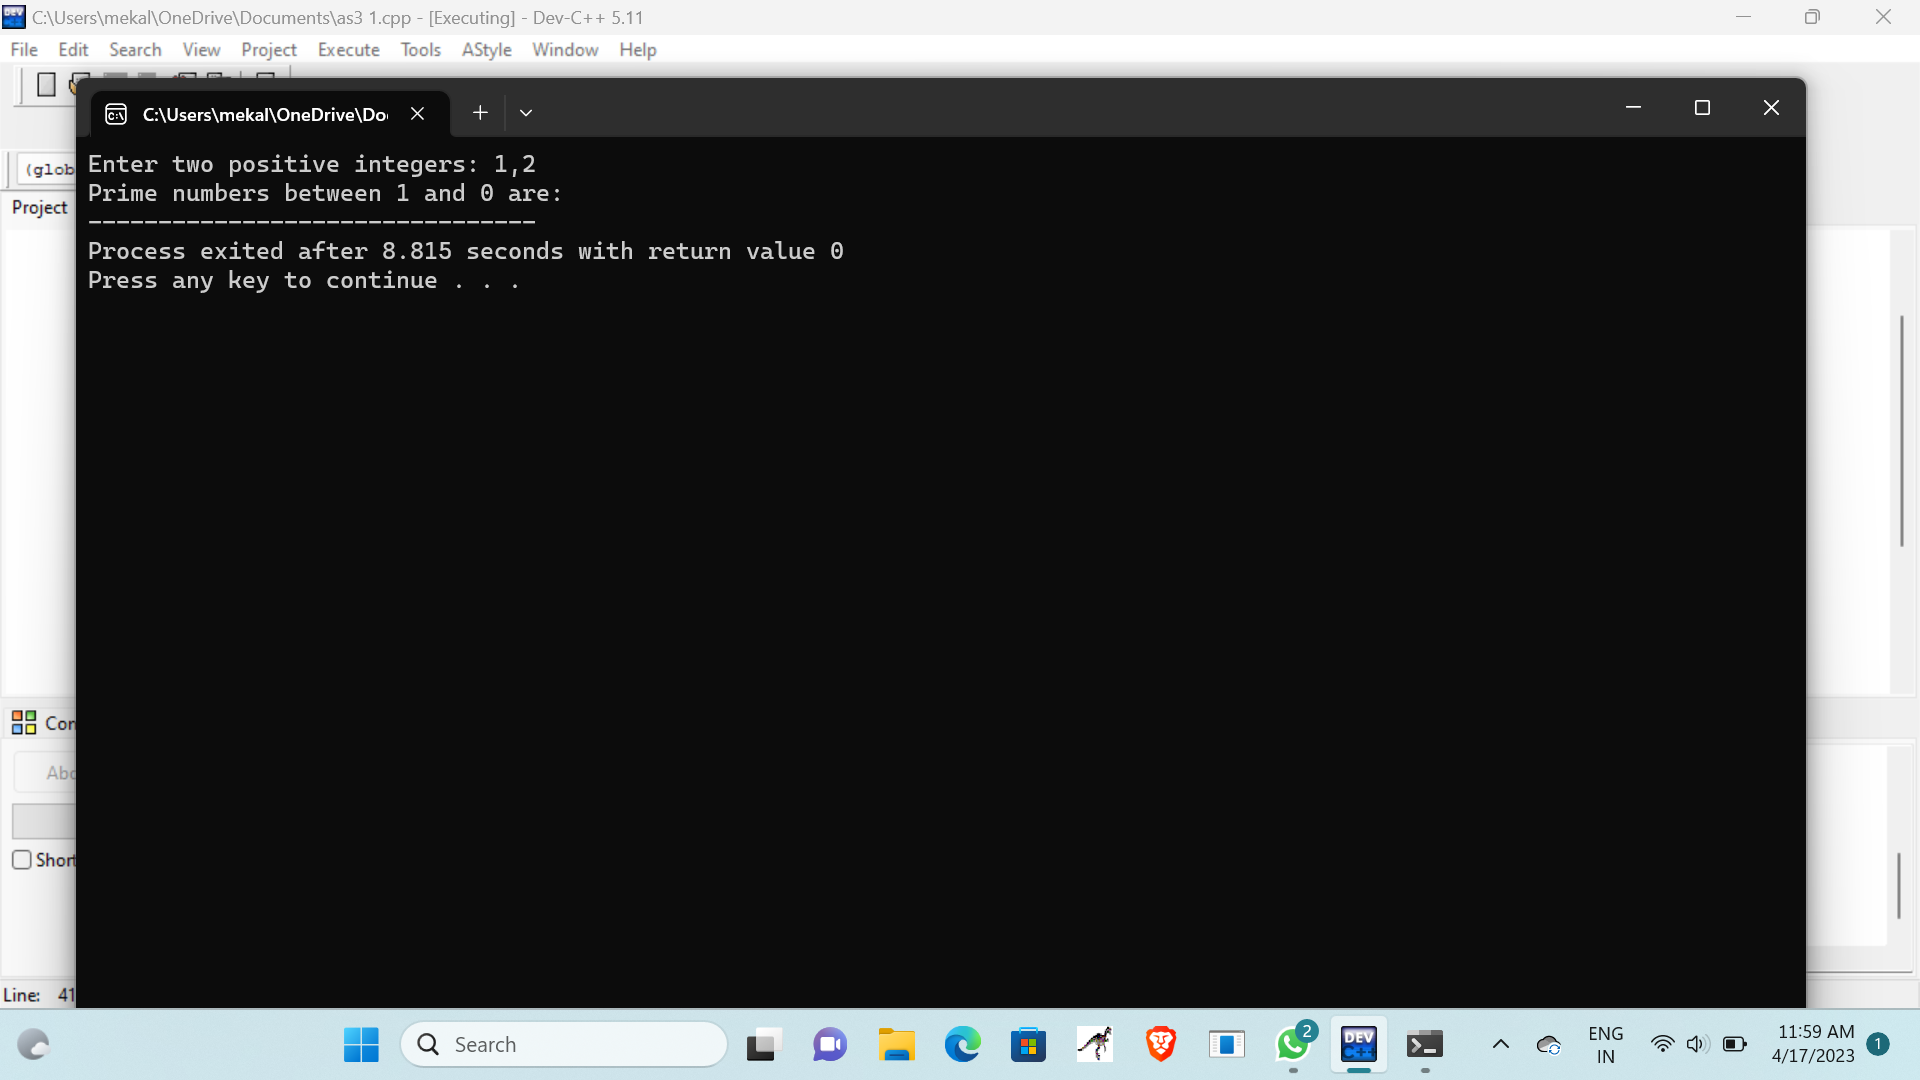 C:\Users\mekal\OneDrive\Documents\as3 1.cpp - [Executing] - Dev-C++ 5.11
File Edit Search View Project Execute Tools AStyle Window Help
C:\Users\mekal\OneDrive\Do
(glob
Project
Enter two positive integers: 1,2
Prime numbers between 1 and 0 are:
--------------------------------
Process exited after 8.815 seconds with return value 0
Press any key to continue . . .
Con
Abo
Short
Line: 41
Search
2
DEV C++
ENG
IN
11:59 AM
4/17/2023
1